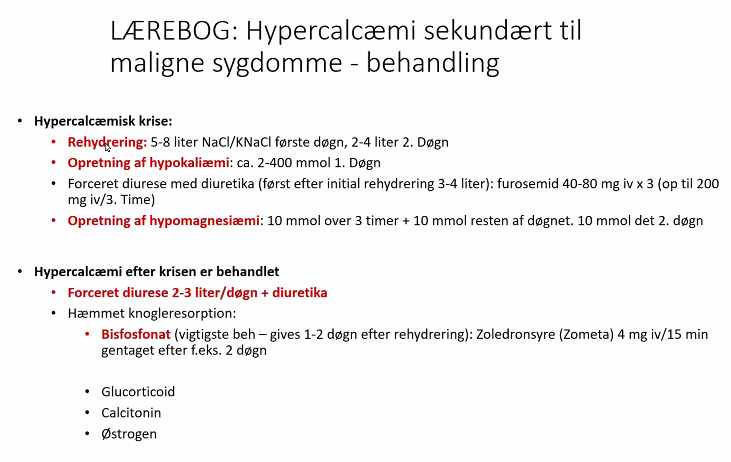 LÆREBOG: Hypercalcæmi sekundært til
maligne sygdomme - behandling
• Hypercalcæmisk krise:
• Rehydrering: 5-8 liter NaCl/KNaCl første døgn, 2-4 liter 2. Døgn
• Opretning af hypokaliæmi: ca. 2-400 mmol 1. Døgn
• Forceret diurese med diuretika (først efter initial rehydrering 3-4 liter): furosemid 40-80 mg iv x 3 (op til 200
mg iv/3. Time)
• Opretning af hypomagnesiæmi: 10 mmol over 3 timer + 10 mmol resten af døgnet. 10 mmol det 2. døgn
• Hypercalcæmi efter krisen er behandlet
• Forceret diurese 2-3 liter/døgn + diuretika
• Hæmmet knogleresorption:
• Bisfosfonat (vigtigste beh – gives 1-2 døgn efter rehydrering): Zoledronsyre (Zometa) 4 mg iv/15 min
gentaget efter f.eks. 2 døgn
• Glucorticoid
• Calcitonin
• Østrogen